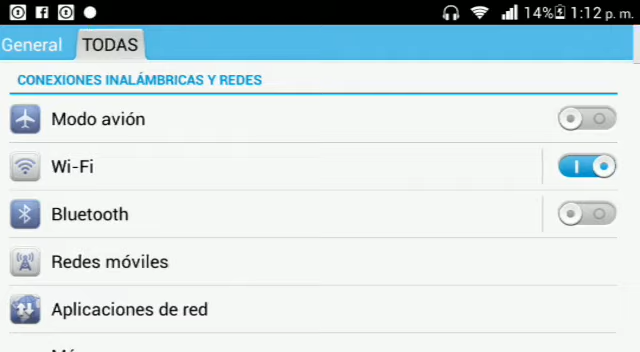 14% 1:12 p. m.
General TODAS
CONEXIONES INALÁMBRICAS Y REDES
Modo avión
Wi-Fi
Bluetooth
Redes móviles
Aplicaciones de red